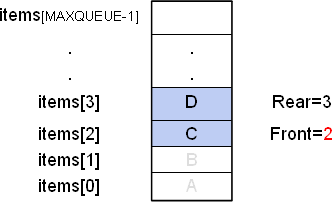 items[MAXQUEUE-1]
. .
. .
items[3] D Rear=3
items[2] C Front=2
items[1] B
items[0] A